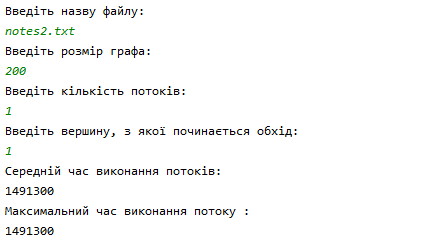 Введіть назву файлу:
notes2.txt
Введіть розмір графа:
200
Введіть кількість потоків:
1
Введіть вершину, з якої починається обхід:
1
Середній час виконання потоків:
1491300
Максимальний час виконання потоку :
1491300